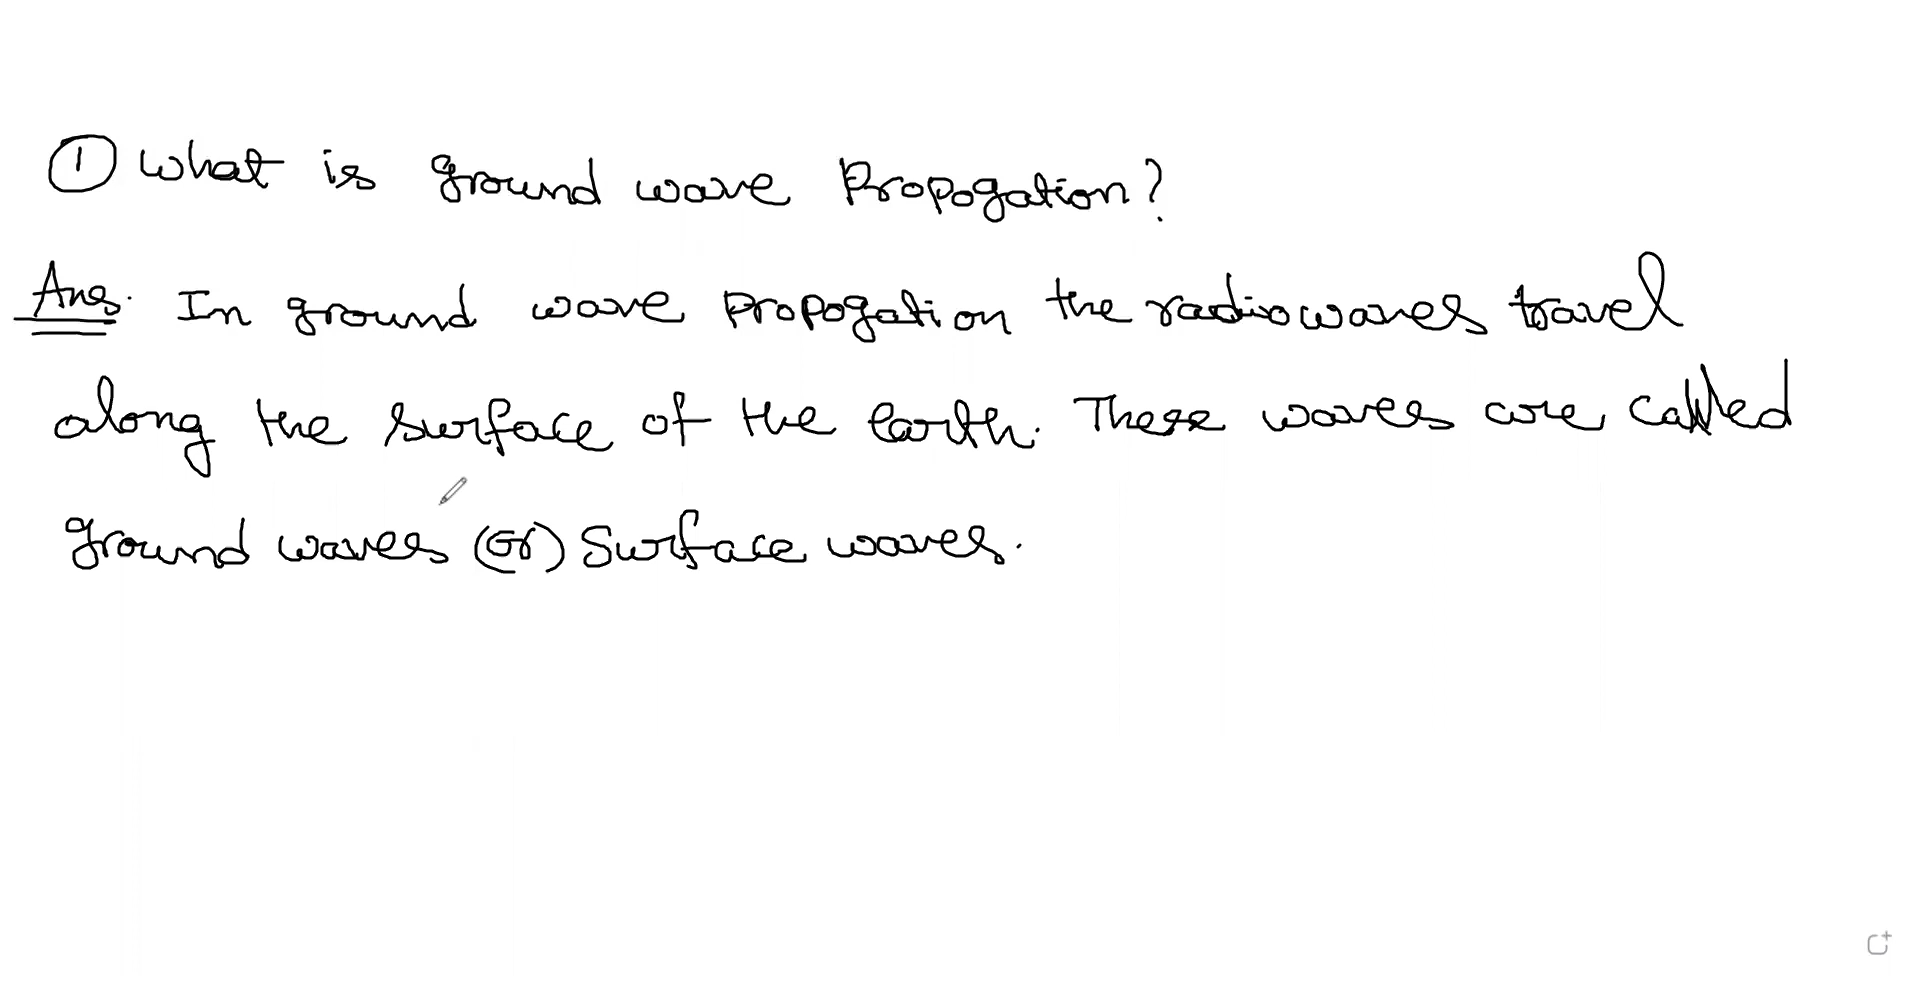 ① What is ground wave Propogation?
Ans. In ground wave propogation the radiowaves travel
along the surface of the earth. These waves are called
ground waves (or) Surface waves.